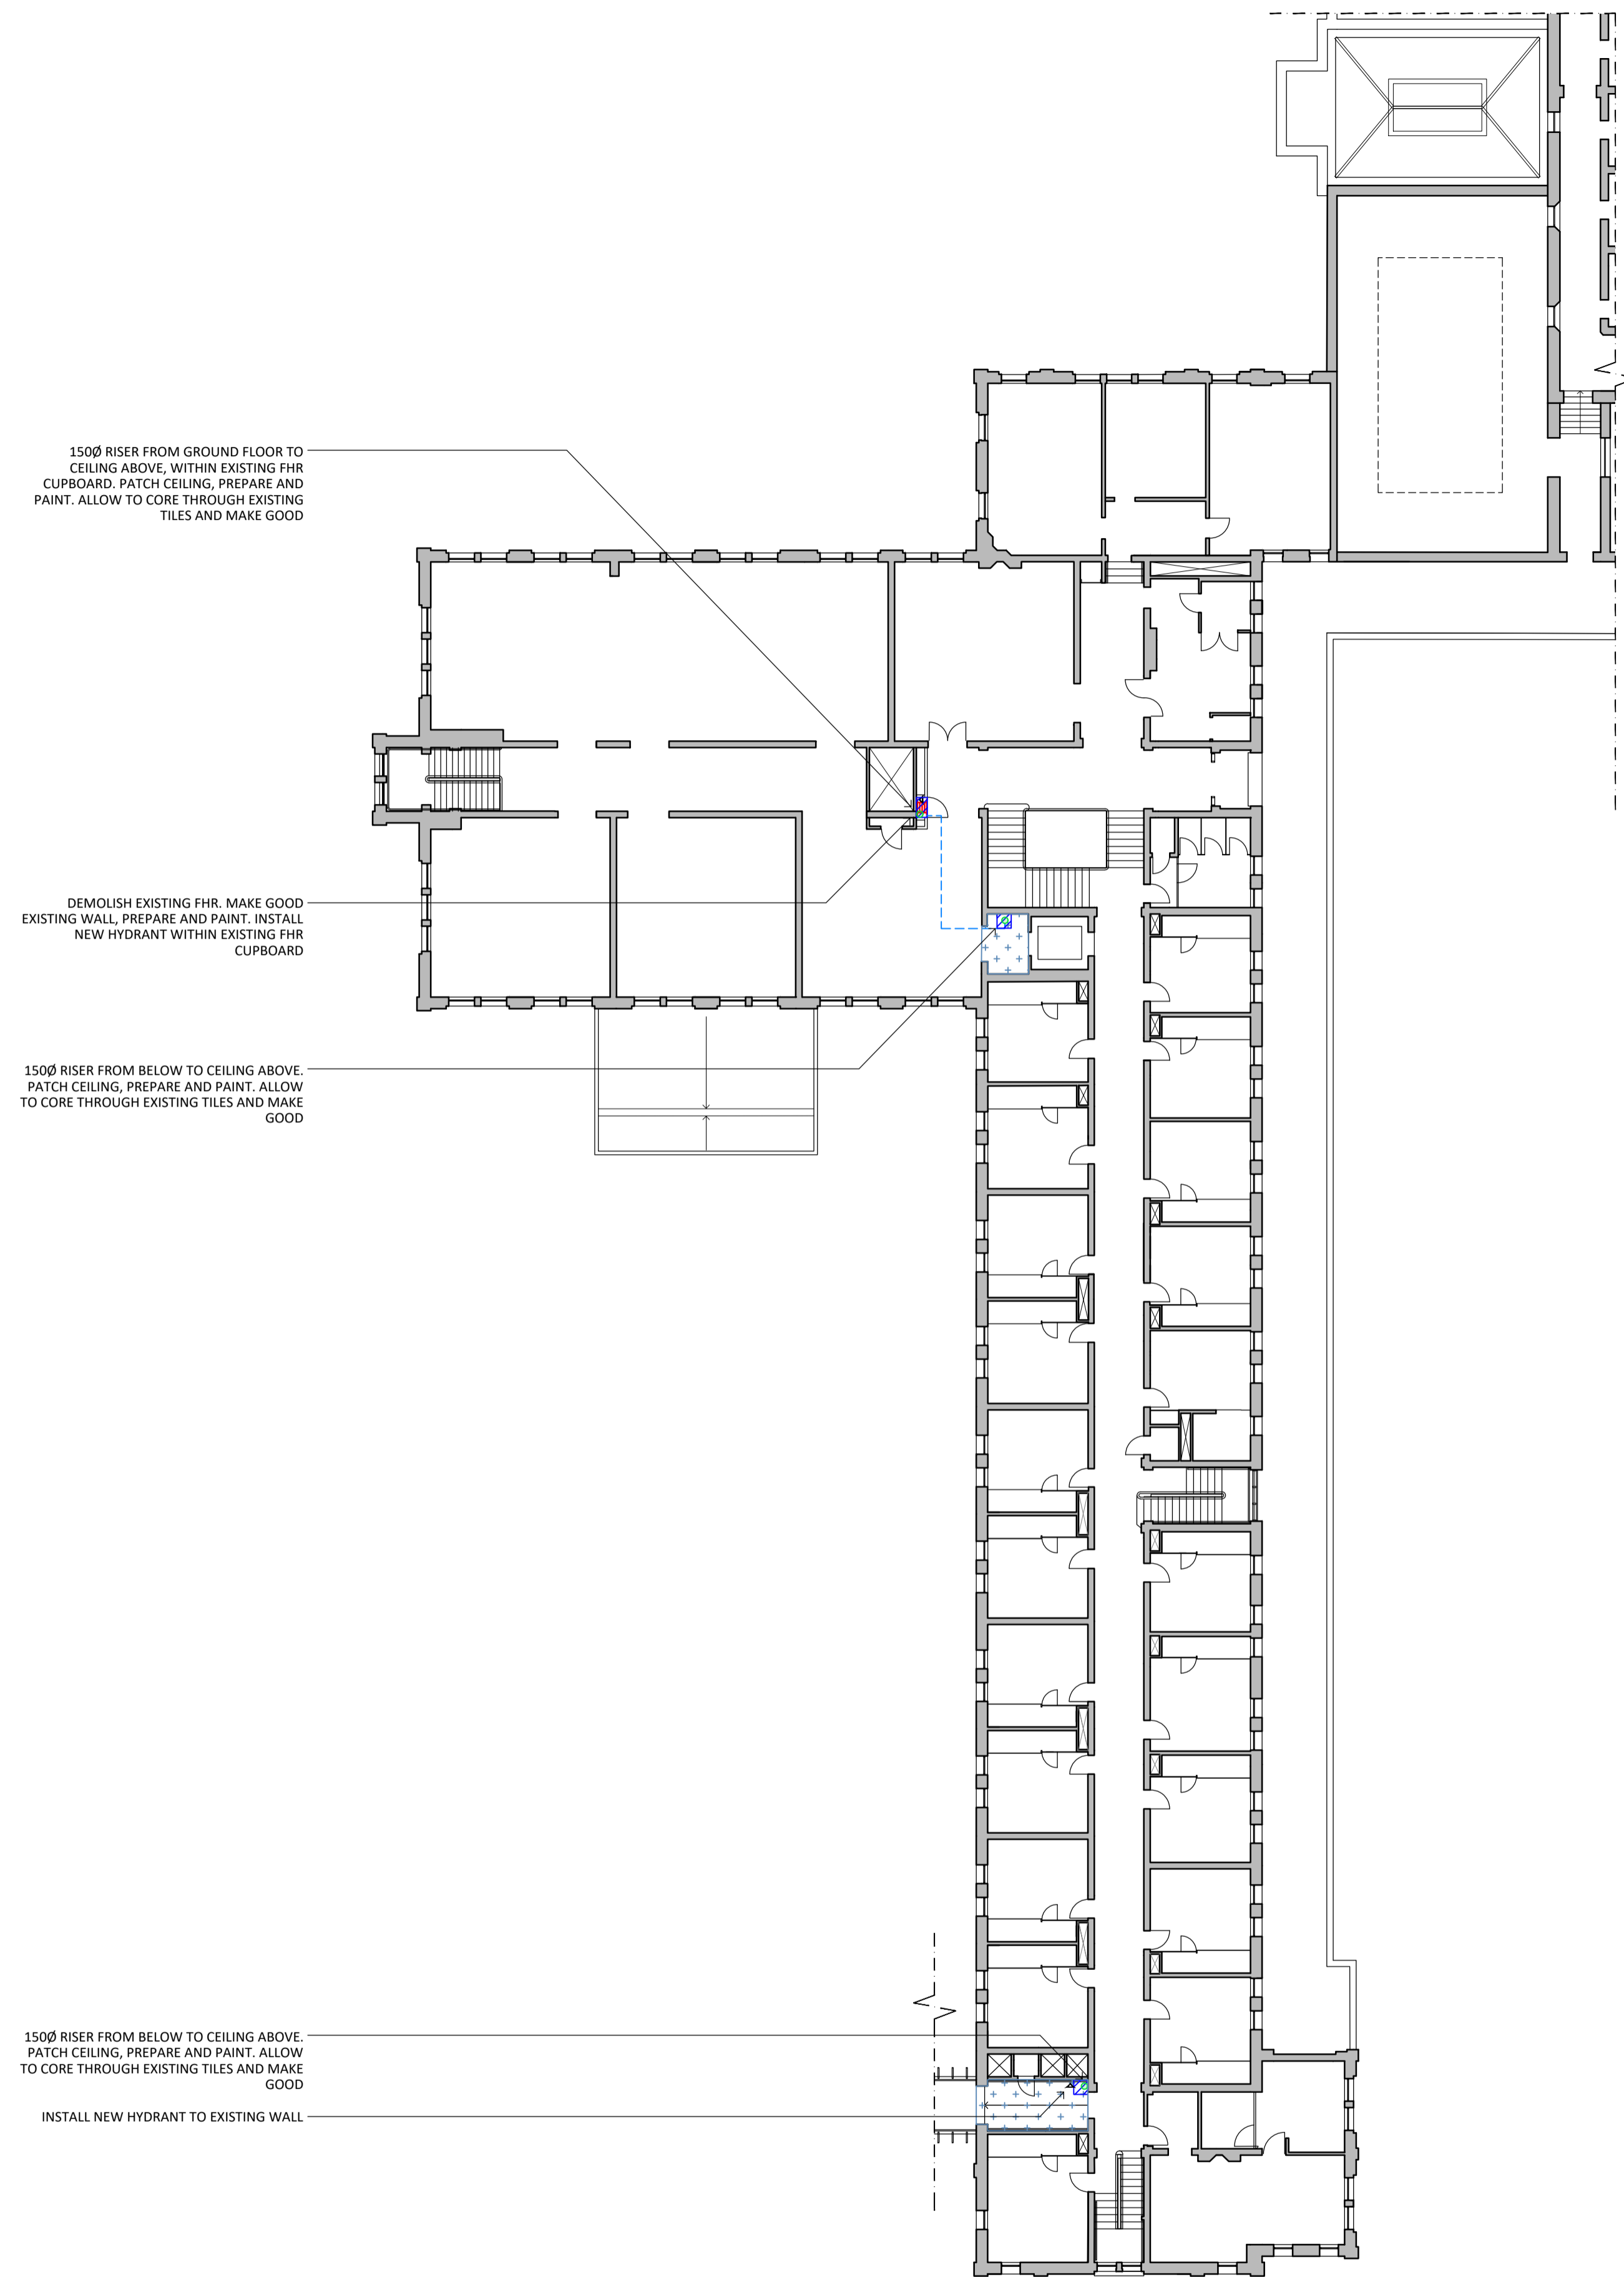 150Ø RISER FROM GROUND FLOOR TO
CEILING ABOVE, WITHIN EXISTING FHR
CUPBOARD. PATCH CEILING, PREPARE AND
PAINT. ALLOW TO CORE THROUGH EXISTING
TILES AND MAKE GOOD
DEMOLISH EXISTING FHR. MAKE GOOD
EXISTING WALL, PREPARE AND PAINT. INSTALL
NEW HYDRANT WITHIN EXISTING FHR
CUPBOARD
150Ø RISER FROM BELOW TO CEILING ABOVE.
PATCH CEILING, PREPARE AND PAINT. ALLOW
TO CORE THROUGH EXISTING TILES AND MAKE
GOOD
150Ø RISER FROM BELOW TO CEILING ABOVE.
PATCH CEILING, PREPARE AND PAINT. ALLOW
TO CORE THROUGH EXISTING TILES AND MAKE
GOOD
INSTALL NEW HYDRANT TO EXISTING WALL